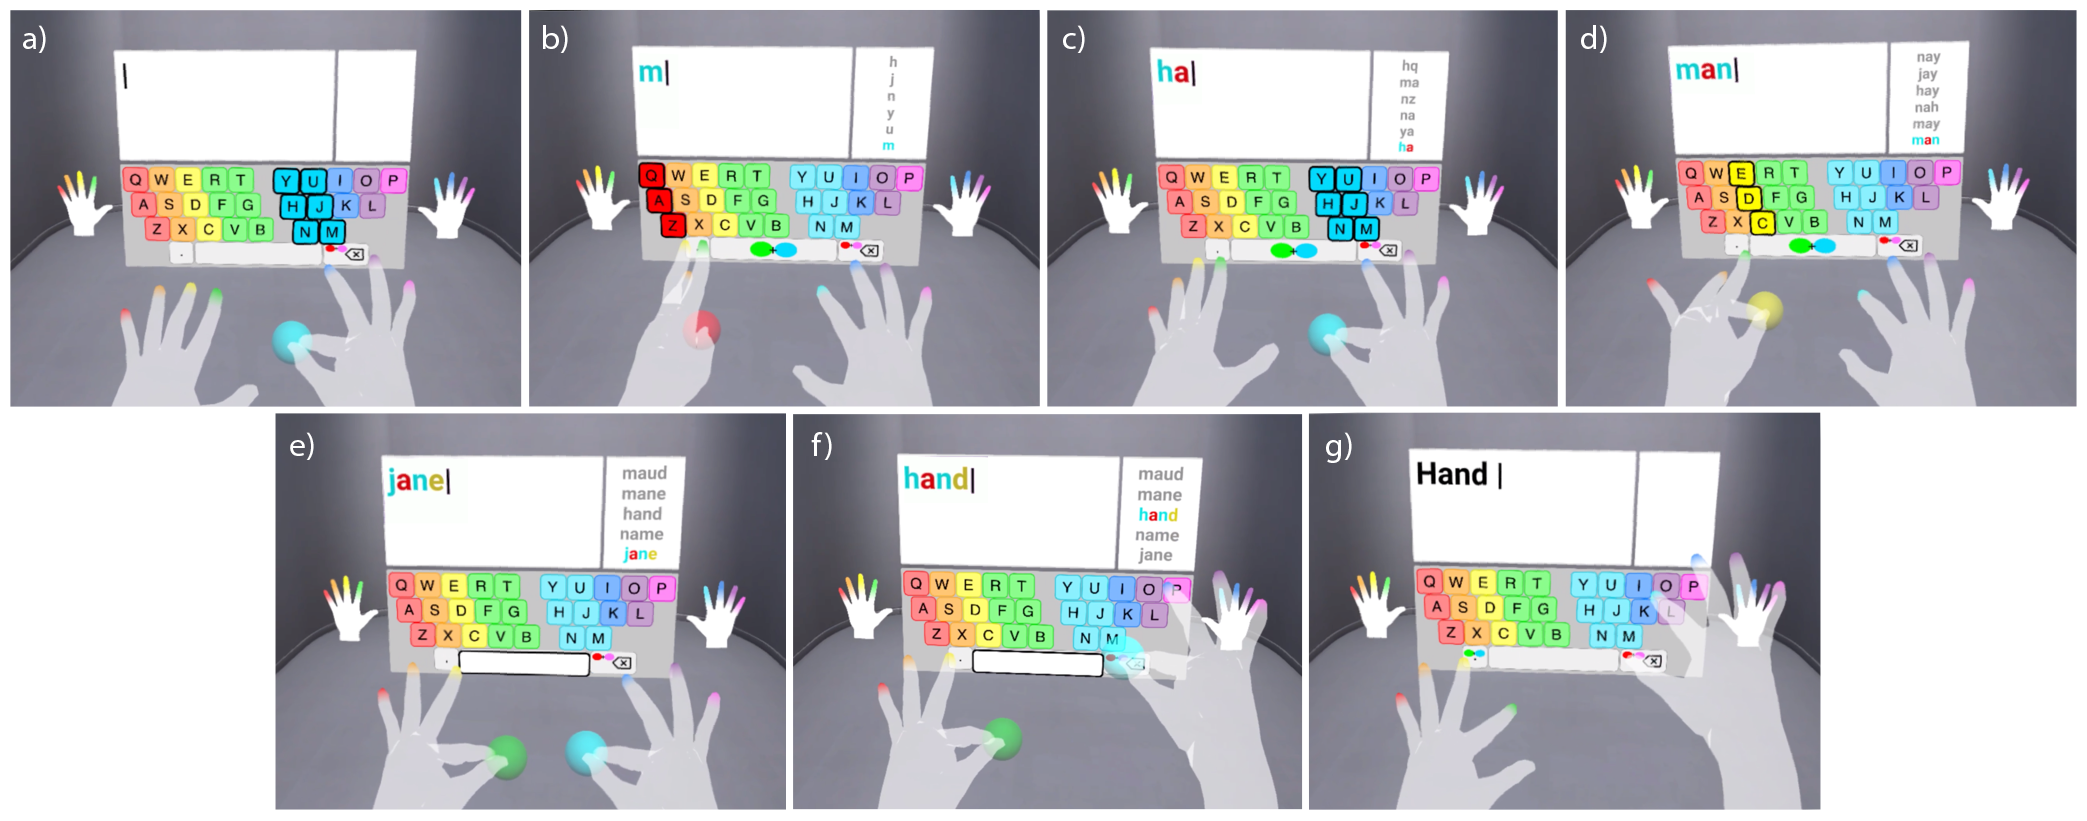 a)
Q W E R T Y U I O P
A S D F G H J K L
Z X C V B N M
.
b)
m
h
j
n
y
u
m
Q W E R T Y U I O P
A S D F G H J K L
Z X C V B N M
+
c)
ha
hq
ma
nz
na
ya
ha
Q W E R T Y U I O P
A S D F G H J K L
Z X C V B N M
. +
d)
man
nay
jay
hay
nah
may
man
Q W E R T Y U I O P
A S D F G H J K L
Z X C V B N M
. +
e)
jane
maud
mane
hand
name
jane
Q W E R T Y U I O P
A S D F G H J K L
Z X C V B N M
.
f)
hand
maud
mane
hand
name
jane
Q W E R T Y U I O P
A S D F G H J K L
Z X C V B N M
.
g)
Hand
Q W E R T Y U I O P
A S D F G H J K L
Z X C V B N M
.